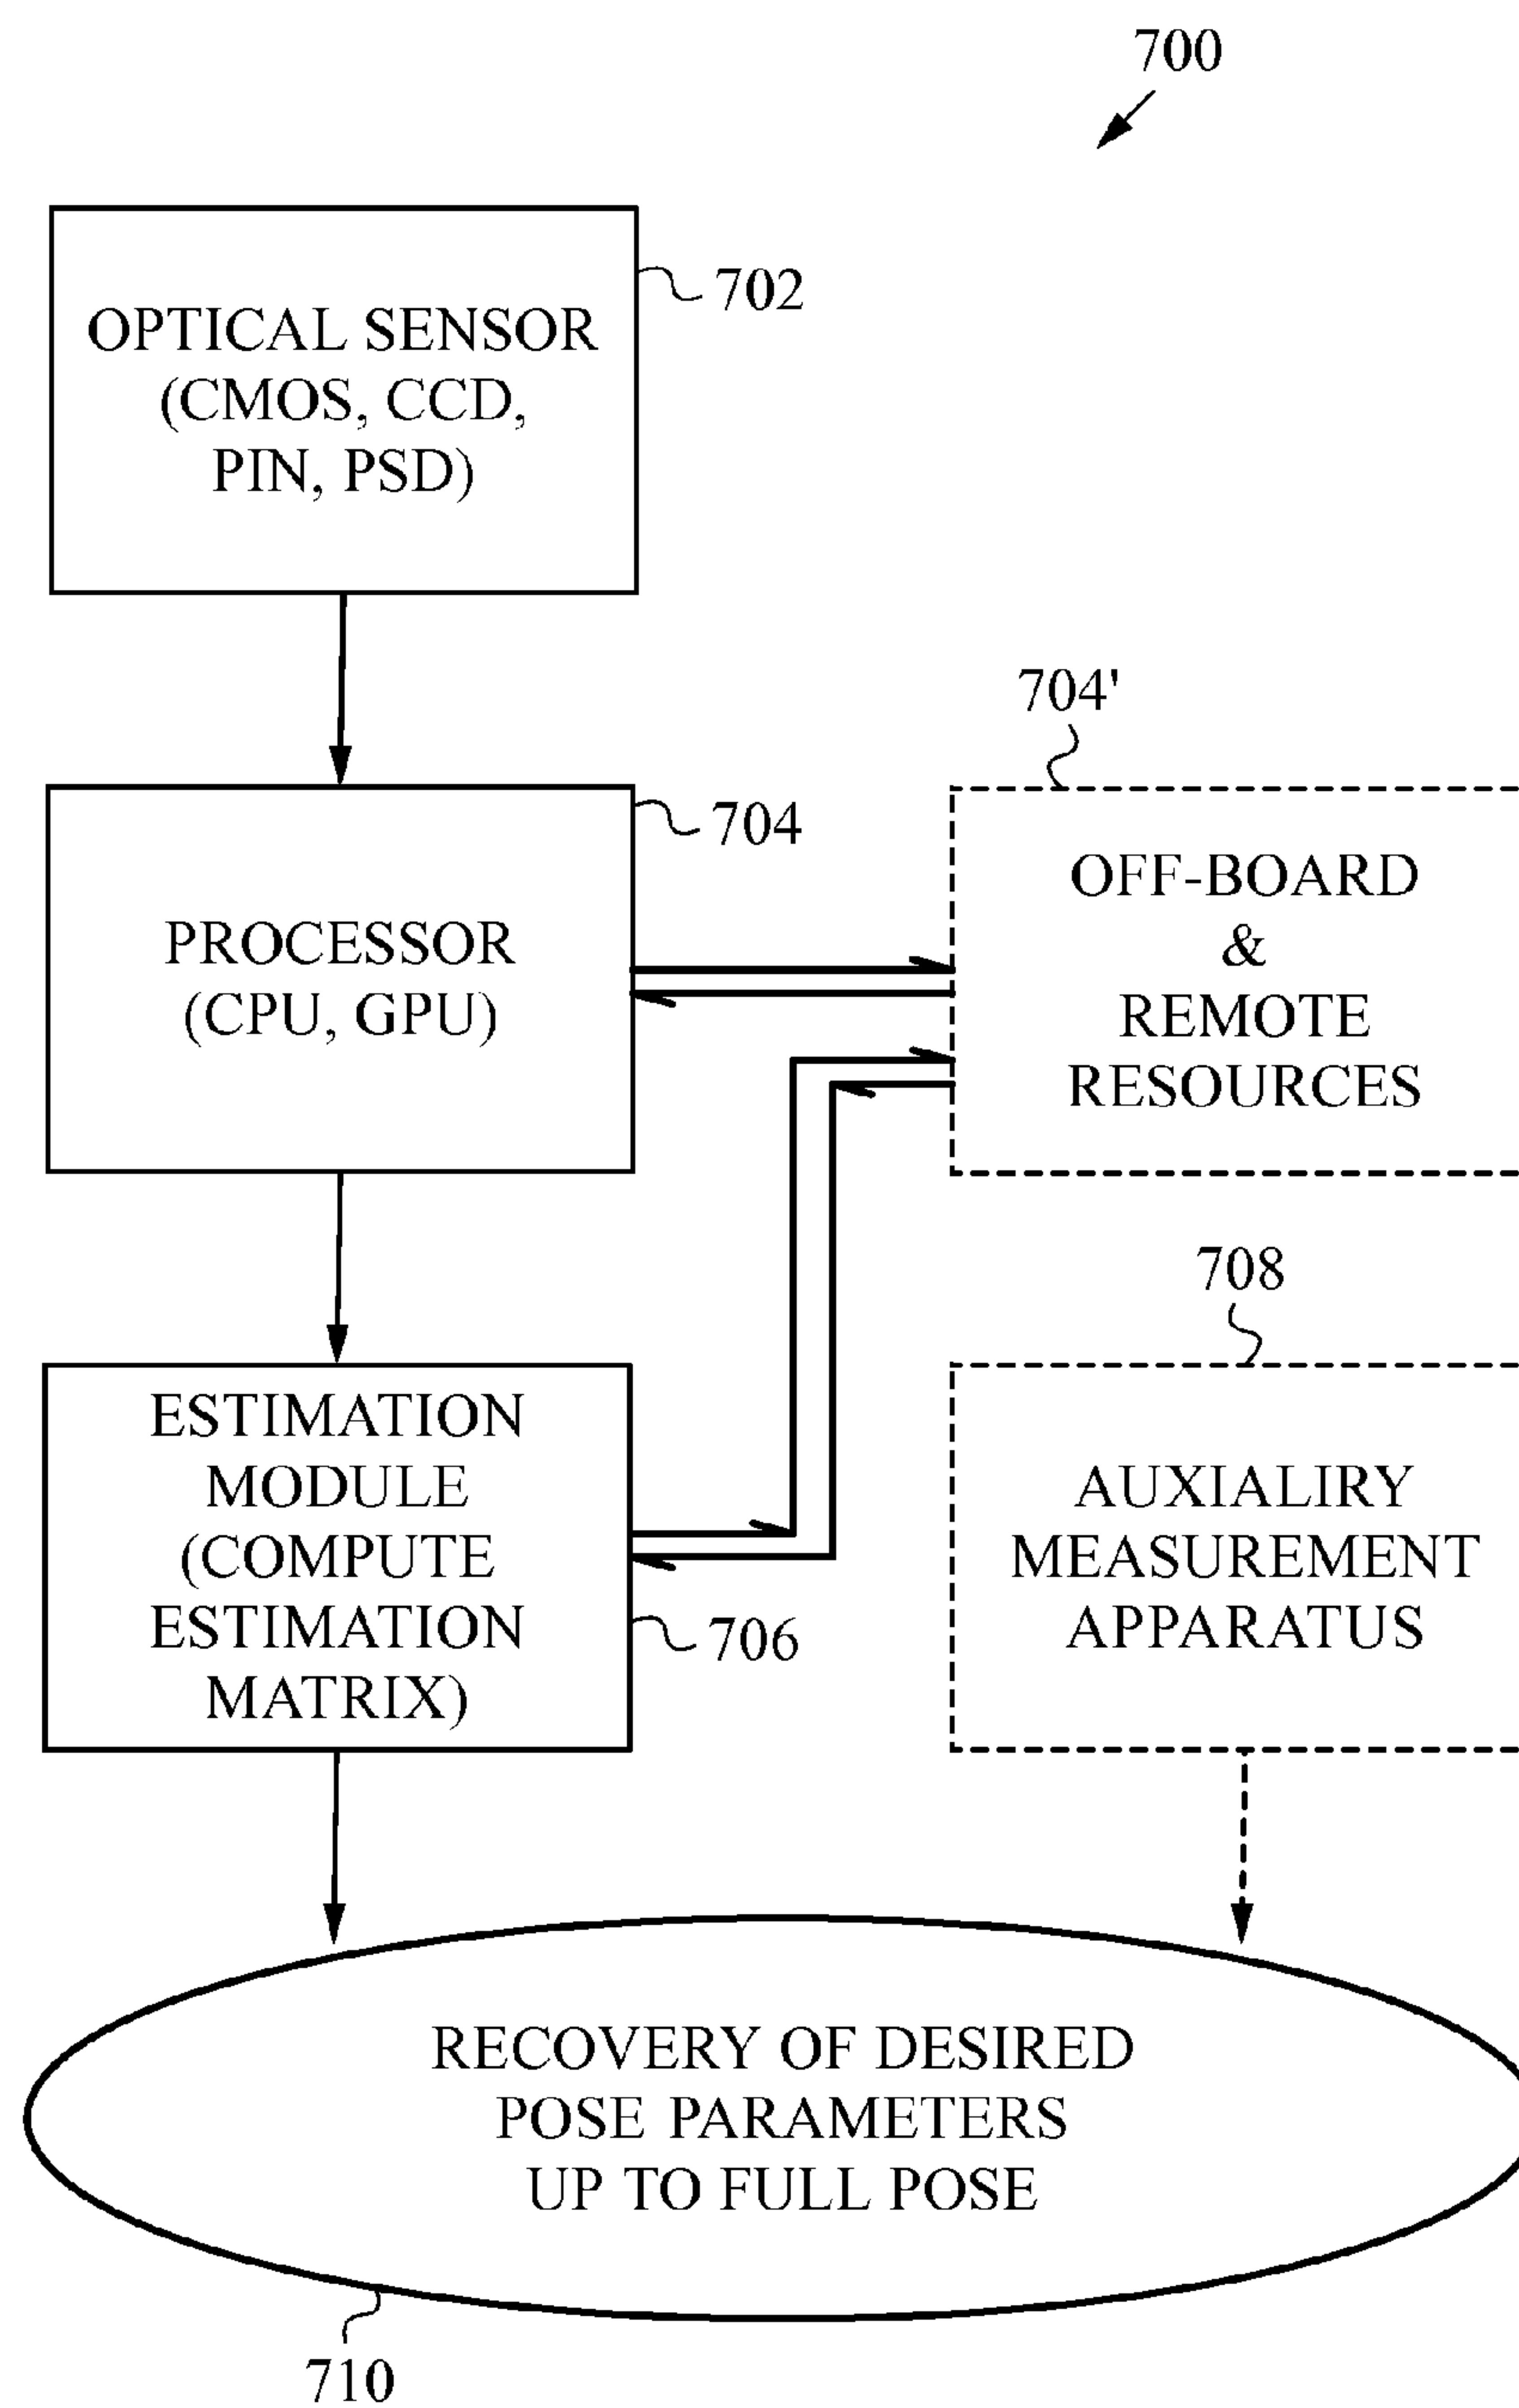 700
OPTICAL SENSOR
(CMOS, CCD,
PIN, PSD)
702
704'
PROCESSOR
(CPU, GPU)
704
OFF-BOARD
&
REMOTE
RESOURCES
708
ESTIMATION
MODULE
(COMPUTE
ESTIMATION
MATRIX)
706
AUXIALIRY
MEASUREMENT
APPARATUS
RECOVERY OF DESIRED
POSE PARAMETERS
UP TO FULL POSE
710